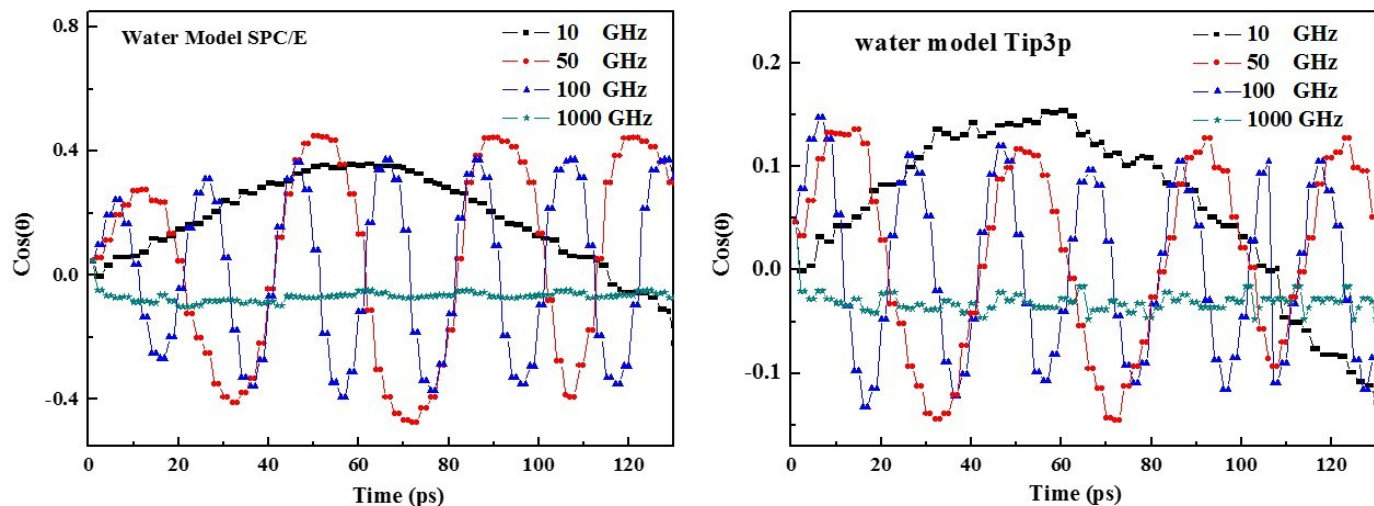 0.8
Water Model SPC/E
10 GHz
50 GHz
100 GHz
1000 GHz
0.4
0.0
-0.4
Cos(θ)
0 20 40 60 80 100 120
Time (ps)
water model Tip3p
10 GHz
50 GHz
100 GHz
1000 GHz
0.2
0.1
0.0
-0.1
Cos(θ)
0 20 40 60 80 100 120
Time (ps)